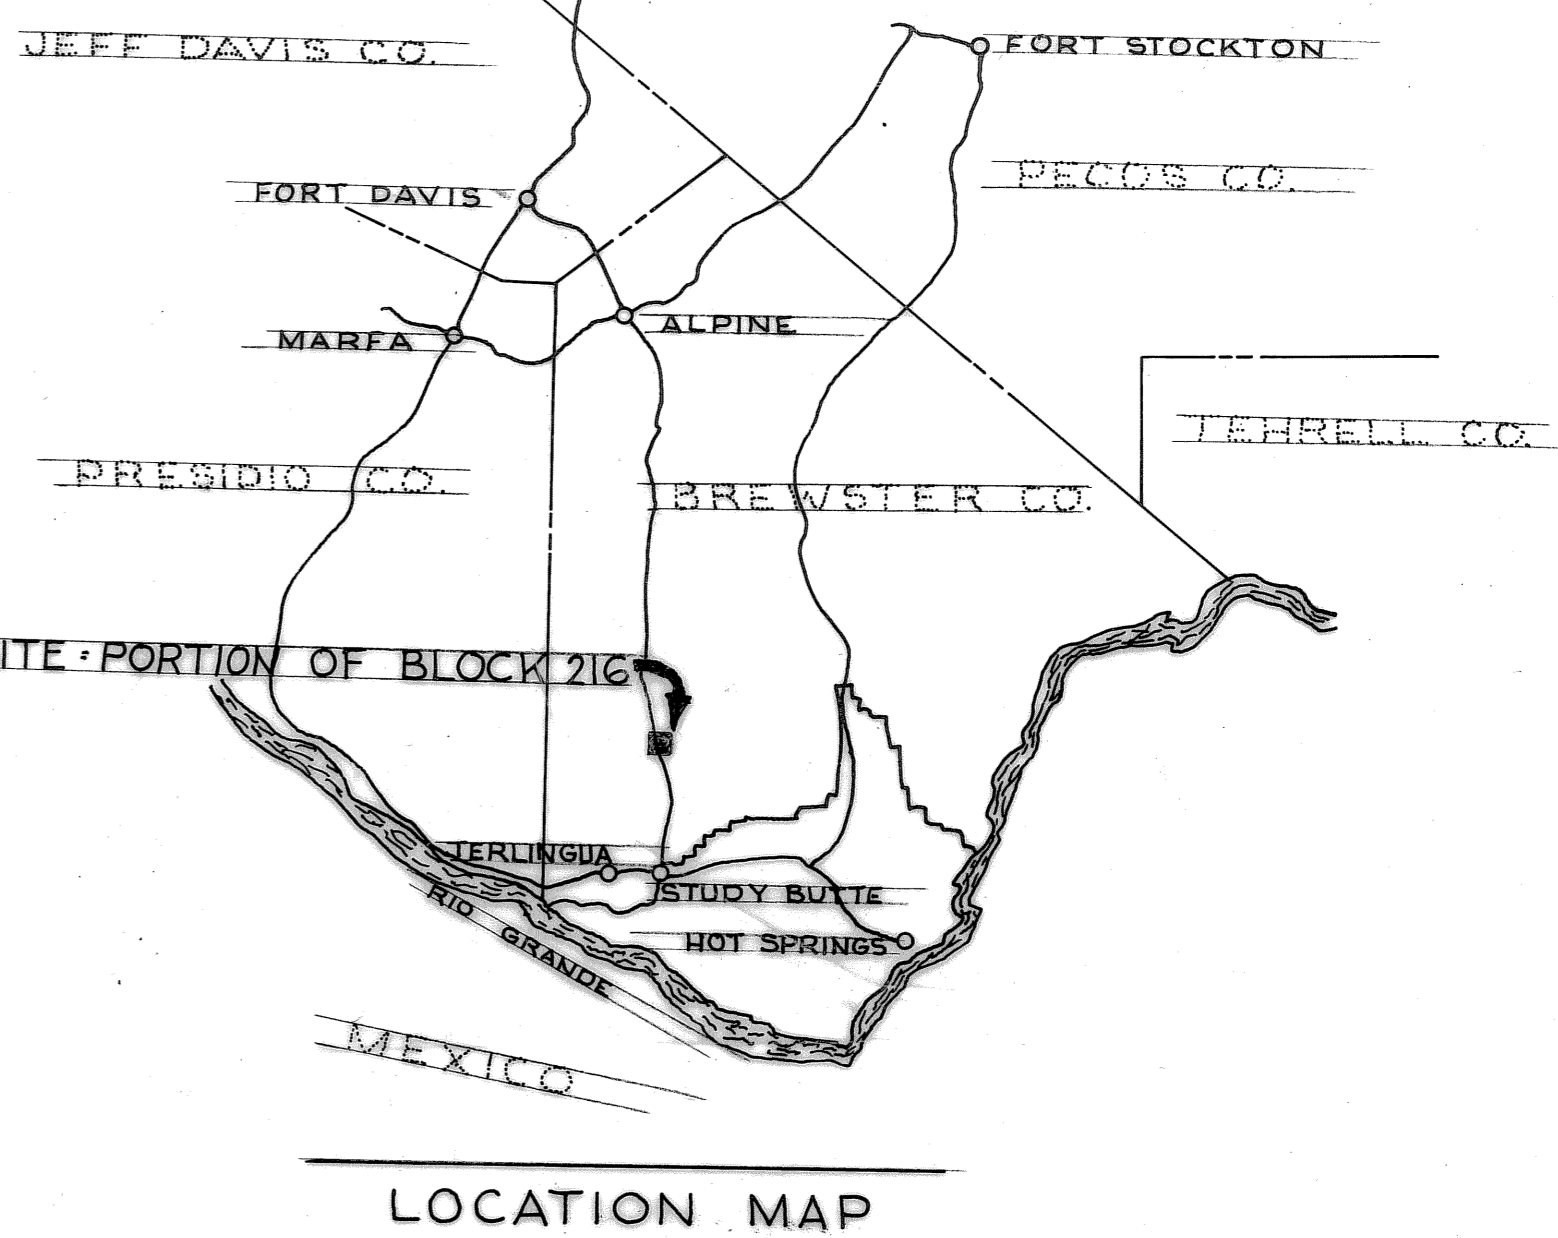 JEFF DAVIS CO.
FORT STOCKTON
PECOS CO.
FORT DAVIS
ALPINE
MARFA
TEHRELL CO.
PRESIDIO CO.
BREWSTER CO.
ITE: PORTION OF BLOCK 216
TERLINGUA
STUDY BUTTE
RIO GRANDE
HOT SPRINGS
MEXICO
LOCATION MAP